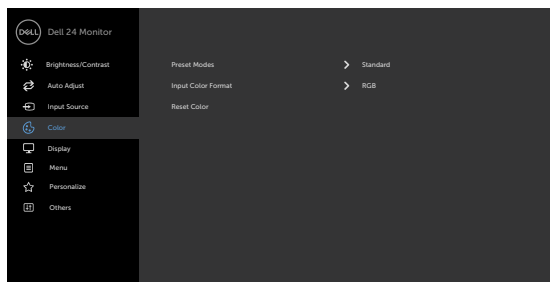 DELL Dell 24 Monitor
Brightness/Contrast Preset Modes Standard
Auto Adjust Input Color Format RGB
Input Source Reset Color
Color
Display
Menu
Personalize
Others